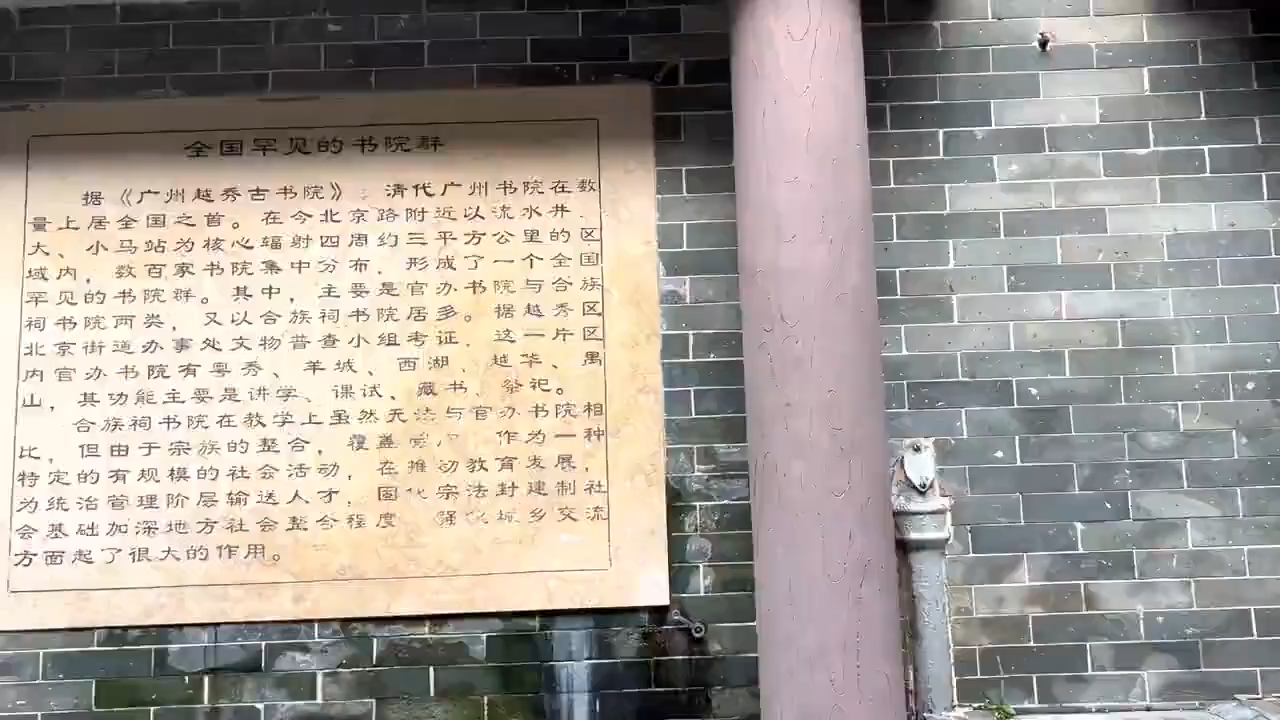 全国罕见的书院群
据《广州越秀古书院》：清代广州书院在数
量上居全国之首。在今北京路附近以流水井、
大、小马站为核心辐射四周约三平方公里的区
域内，数百家书院集中分布，形成了一个全国
罕见的书院群。其中，主要是官办书院与合族
祠书院两类，又以合族祠书院居多。据越秀区
北京街道办事处文物普查小组考证，这一片区
内官办书院有粤秀、羊城、西湖、越华、禺
山，其功能主要是讲学、课试、藏书、祭祀。
合族祠书院在教学上虽然无法与官办书院相
比，但由于宗族的整合，覆盖 作为一种
特定的有规模的社会活动，在推动教育发展，
为统治管理阶层输送人才，固化宗法封建制社
会基础加深地方社会整合程度 强化城乡交流
方面起了很大的作用。